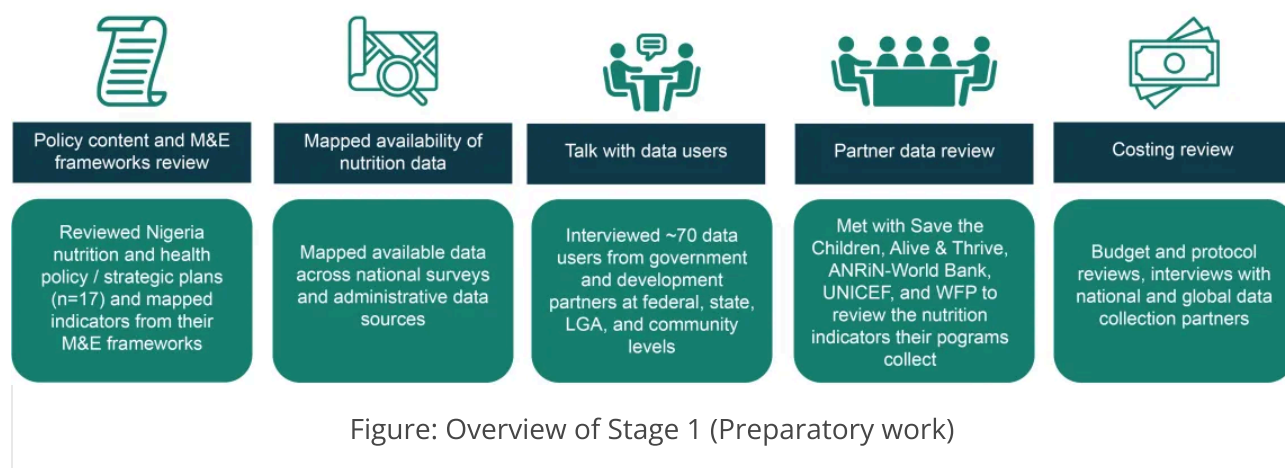 Policy content and M&E
frameworks review
Mapped availability of
nutrition data
Talk with data users
Partner data review
Costing review
Reviewed Nigeria
nutrition and health
policy / strategic plans
(n=17) and mapped
indicators from their
M&E frameworks
Mapped available data
across national surveys
and administrative data
sources
Interviewed ~70 data
users from government
and development
partners at federal, state,
LGA, and community
levels
Met with Save the
Children, Alive & Thrive,
ANRiN-World Bank,
UNICEF, and WFP to
review the nutrition
indicators their pograms
collect
Budget and protocol
reviews, interviews with
national and global data
collection partners
Figure: Overview of Stage 1 (Preparatory work)